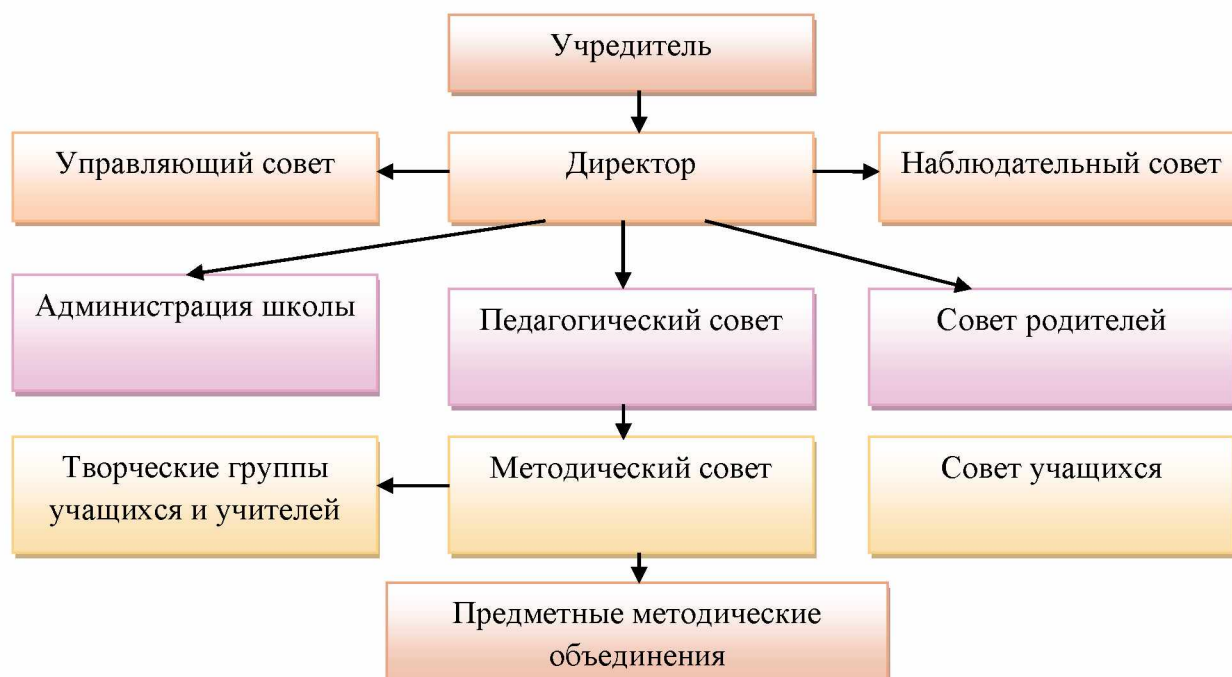 Учредитель
Управляющий совет
Директор
Наблюдательный совет
Администрация школы
Педагогический совет
Совет родителей
Творческие группы
учащихся и учителей
Методический совет
Совет учащихся
Предметные методические
объединения